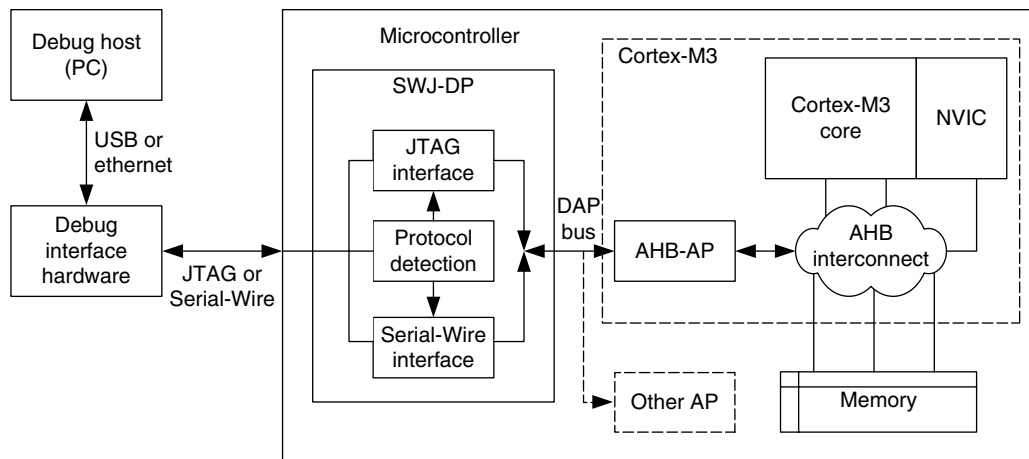 Debug host
(PC)
USB or
ethernet
Debug
interface
hardware
JTAG or
Serial-Wire
Microcontroller
SWJ-DP
JTAG
interface
Protocol
detection
Serial-Wire
interface
DAP
bus
Cortex-M3
Cortex-M3
core
NVIC
AHB-AP
AHB
interconnect
Other AP
Memory